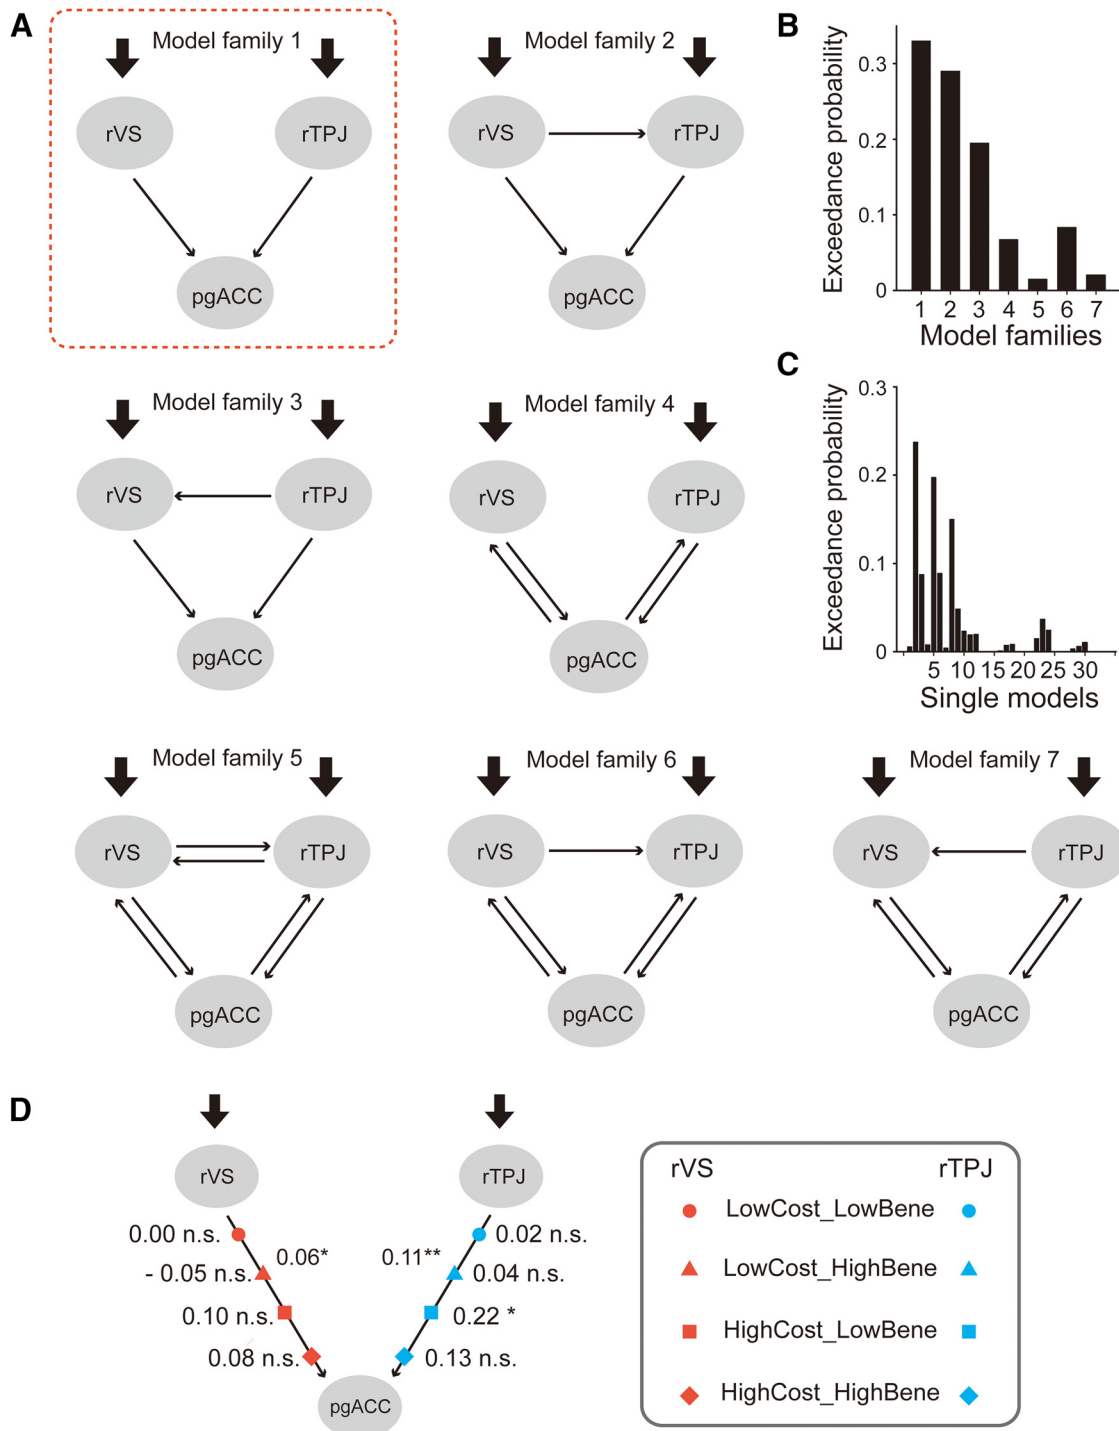 A
Model family 1
rVS
rTPJ
pgACC
Model family 2
rVS
rTPJ
pgACC
B
Exceedance probability
0.3
0.2
0.1
0
1 2 3 4 5 6 7
Model families
Model family 3
rVS
rTPJ
pgACC
Model family 4
rVS
rTPJ
pgACC
C
Exceedance probability
0.3
0.2
0.1
0
5 10 15 20 25 30
Single models
Model family 5
rVS
rTPJ
pgACC
Model family 6
rVS
rTPJ
pgACC
Model family 7
rVS
rTPJ
pgACC
D
rVS
rTPJ
0.00 n.s.
0.06*
0.11**
0.02 n.s.
- 0.05 n.s.
0.04 n.s.
0.10 n.s.
0.22 *
0.08 n.s.
0.13 n.s.
pgACC
rVS rTPJ
LowCost_LowBene
LowCost_HighBene
HighCost_LowBene
HighCost_HighBene